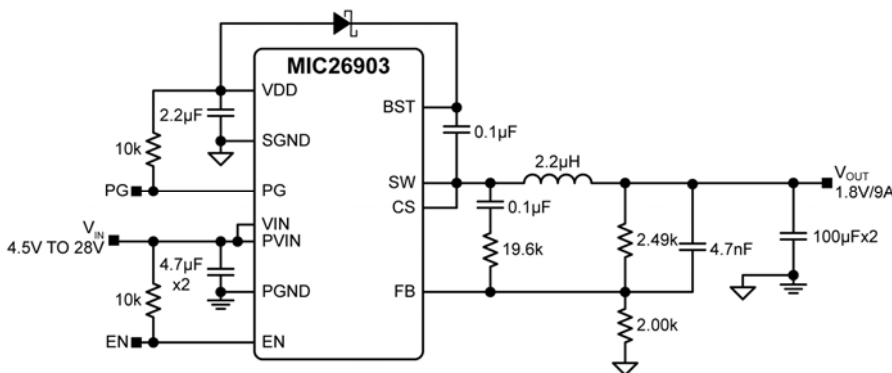 MIC26903
VDD
BST
2.2µF
0.1µF
SGND
10k
2.2µH
PG
PG
SW
CS
VOUT
1.8V/9A
VIN
4.5V TO 28V
VIN
PVIN
0.1µF
19.6k
2.49k
4.7nF
100µFx2
4.7µF
x2
10k
PGND
FB
2.00k
EN
EN